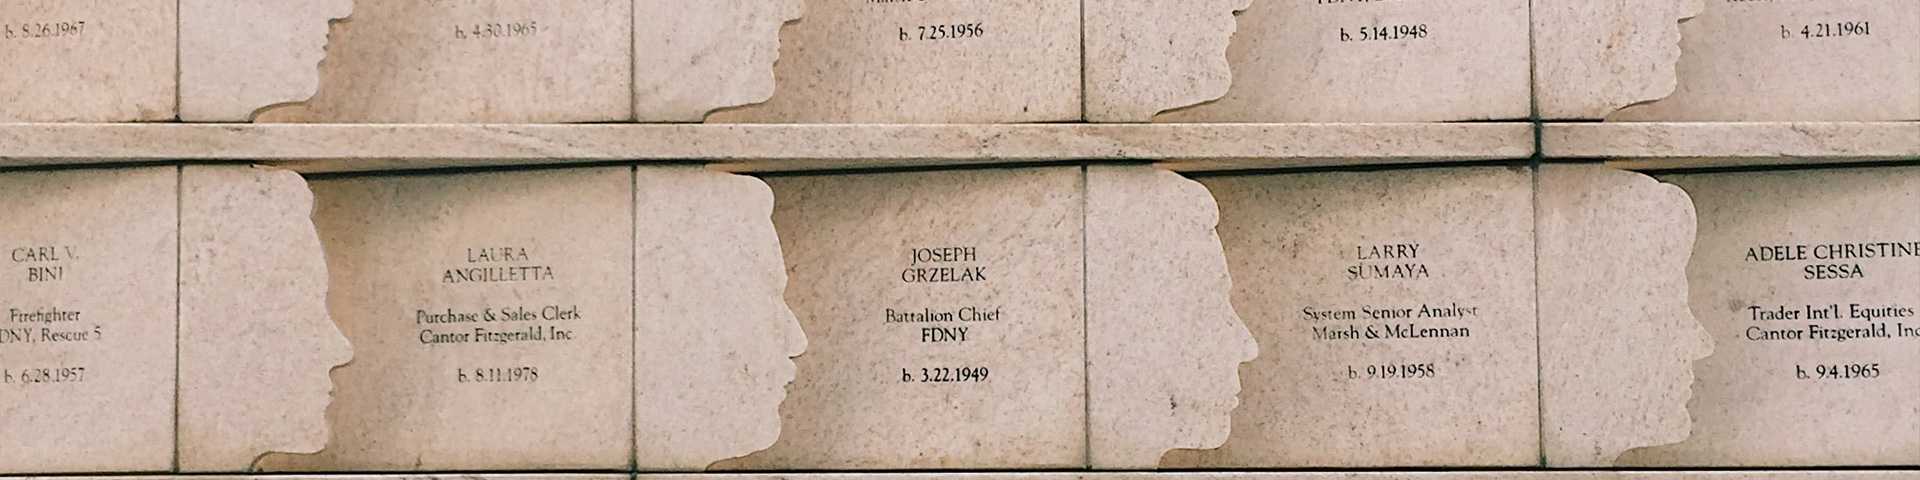 b. 8.26.1967
b. 4.30.1965
b. 7.25.1956
b. 5.14.1948
b. 4.21.1961
CARL V.
BINI
Firefighter
DNY, Rescue 5
b. 6.28.1957
LAURA
ANGILLETTA
Purchase & Sales Clerk
Cantor Fitzgerald, Inc
b. 8.11.1978
JOSEPH
GRZELAK
Battalion Chief
FDNY
b. 3.22.1949
LARRY
SUMAYA
System Senior Analyst
Marsh & McLennan
b. 9.19.1958
ADELE CHRISTINE
SESSA
Trader Int'l. Equities
Cantor Fitzgerald, Inc
b. 9.4.1965